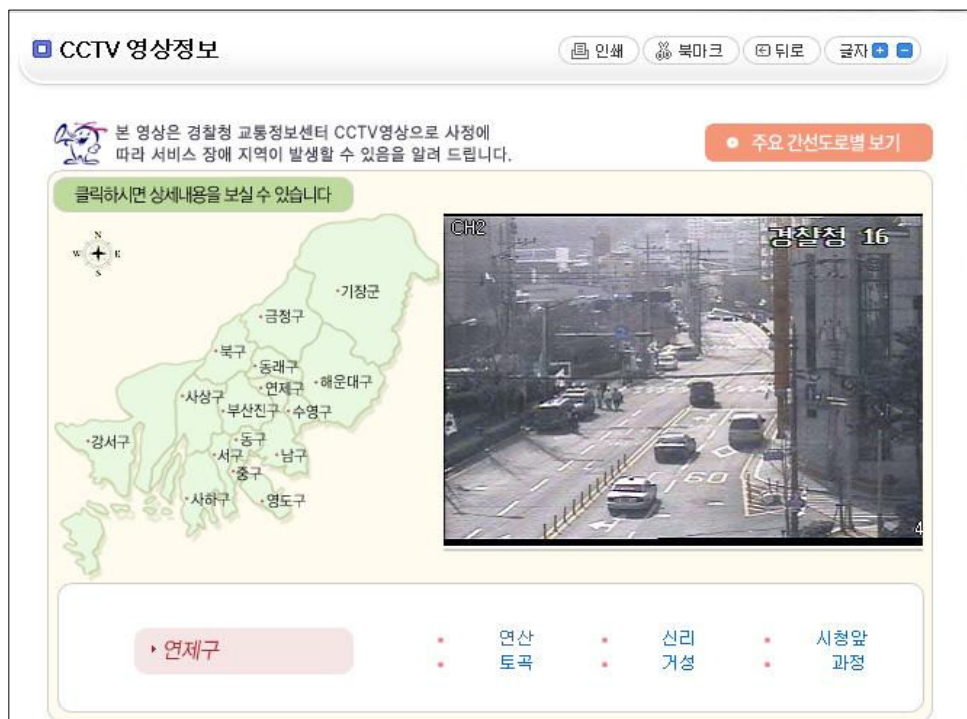 CCTV 영상정보
인쇄 북마크 뒤로 글자
본 영상은 경찰청 교통정보센터 CCTV영상으로 사정에
따라 서비스 장애 지역이 발생할 수 있음을 알려 드립니다.
주요 간선도로별 보기
클릭하시면 상세내용을 보실 수 있습니다
N
W E
S
기장군
금정구
북구
동래구
해운대구
연제구
사상구
부산진구
수영구
강서구
동구
서구
남구
중구
사하구
영도구
CH2
경찰청 16
60
4
연제구
연산 신리 시청앞
토곡 거성 과정